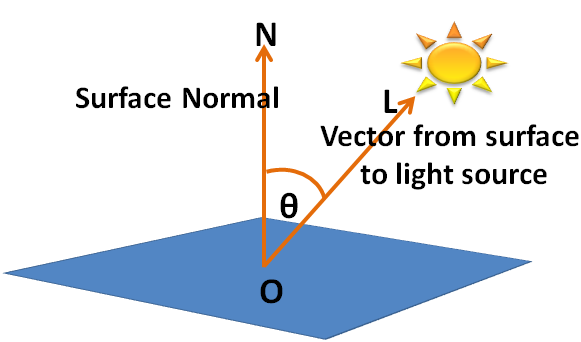 N
Surface Normal
L
Vector from surface
to light source
θ
O